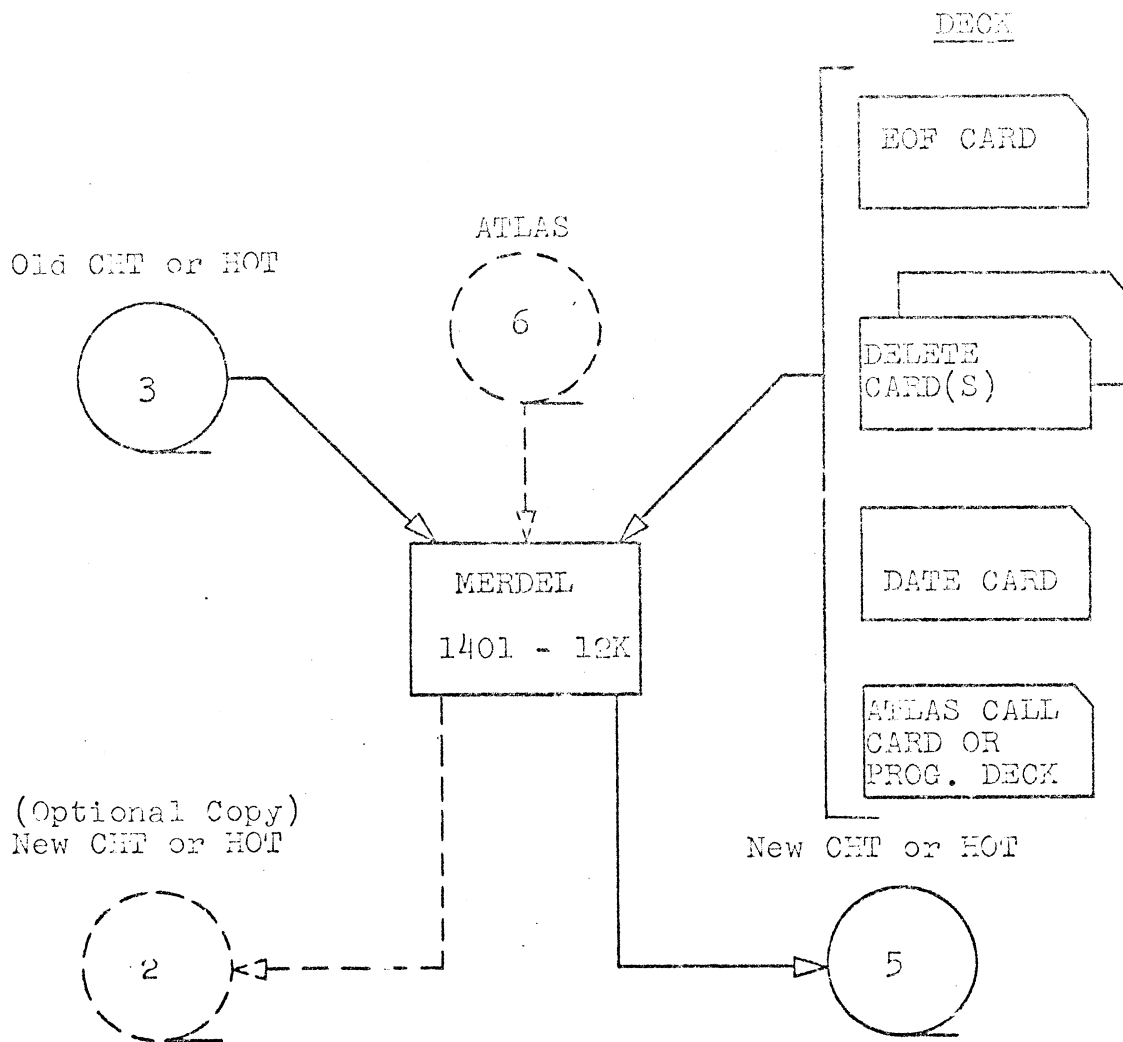 DECK
EOF CARD
ATLAS
6
Old CHT or HOT
3
DELETE
CARD(S)
MERDEL
1401 - 12K
DATE CARD
ATLAS CALL
CARD OR
PROG. DECK
(Optional Copy)
New CHT or HOT
2
New CHT or HOT
5